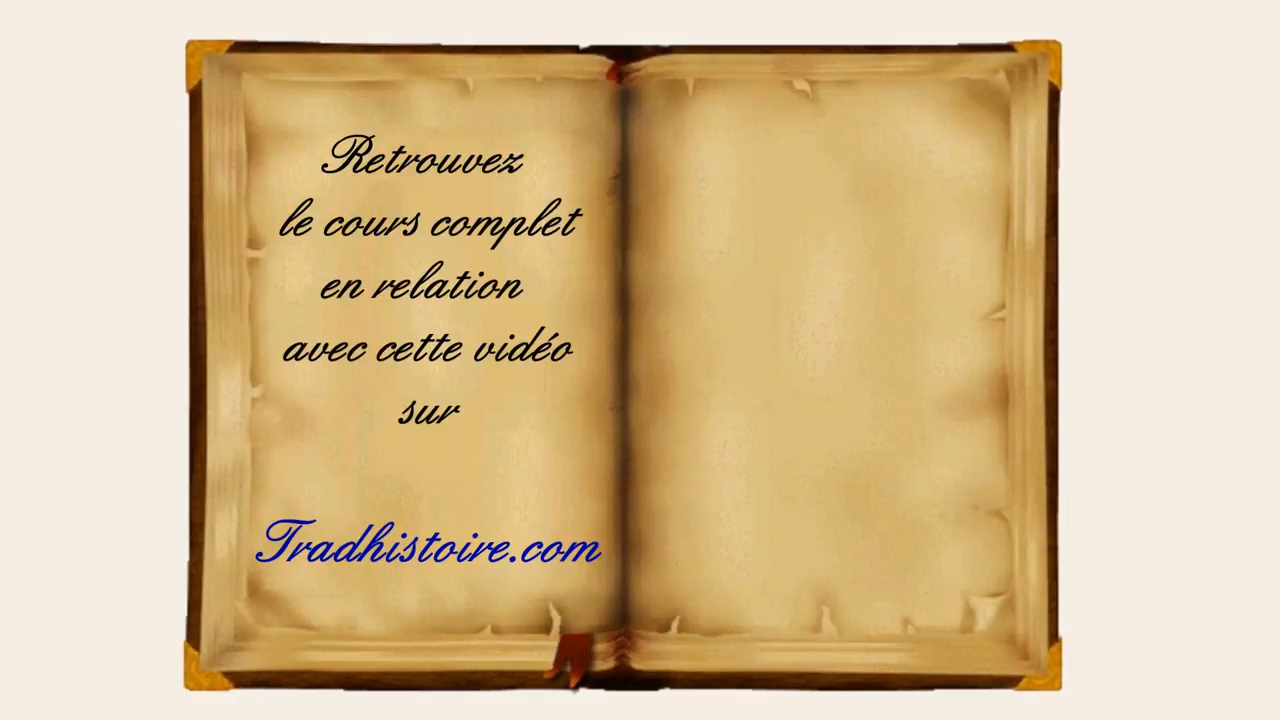 Retrouvez
le cours complet
en relation
avec cette vidéo
sur
Tradhistoire.com